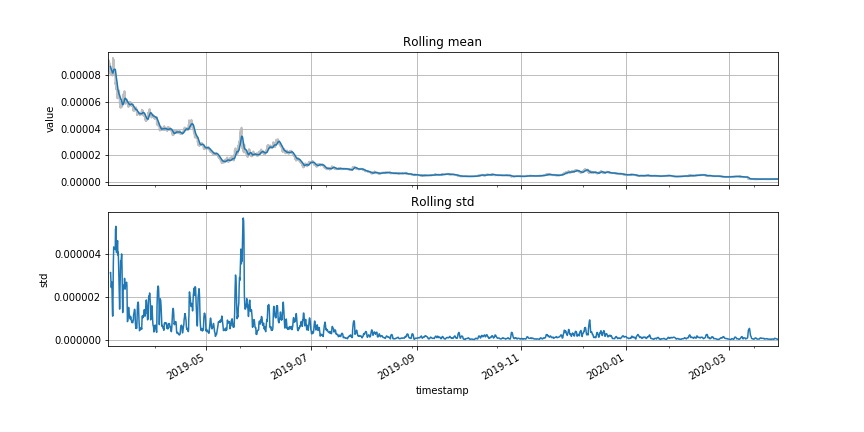 Rolling mean
0.00008
0.00006
0.00004
0.00002
0.00000
value
Rolling std
0.000004
0.000002
0.000000
std
2019-05
2019-07
2019-09
2019-11
2020-01
2020-03
timestamp